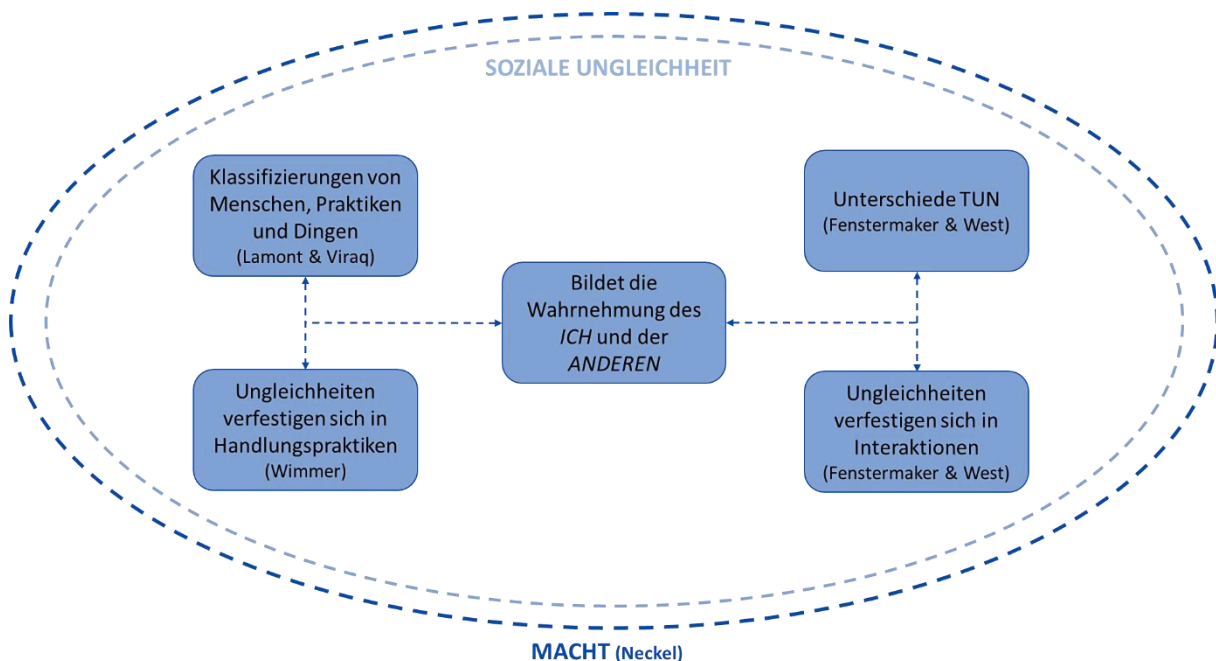 SOZIALE UNGLEICHHEIT
Klassifizierungen von
Menschen, Praktiken
und Dingen
(Lamont & Viraq)
Ungleichheiten
verfestigen sich in
Handlungspraktiken
(Wimmer)
Bildet die
Wahrnehmung des
ICH und der
ANDEREN
Unterschiede TUN
(Fenstermaker & West)
Ungleichheiten
verfestigen sich in
Interaktionen
(Fenstermaker & West)
MACHT (Neckel)